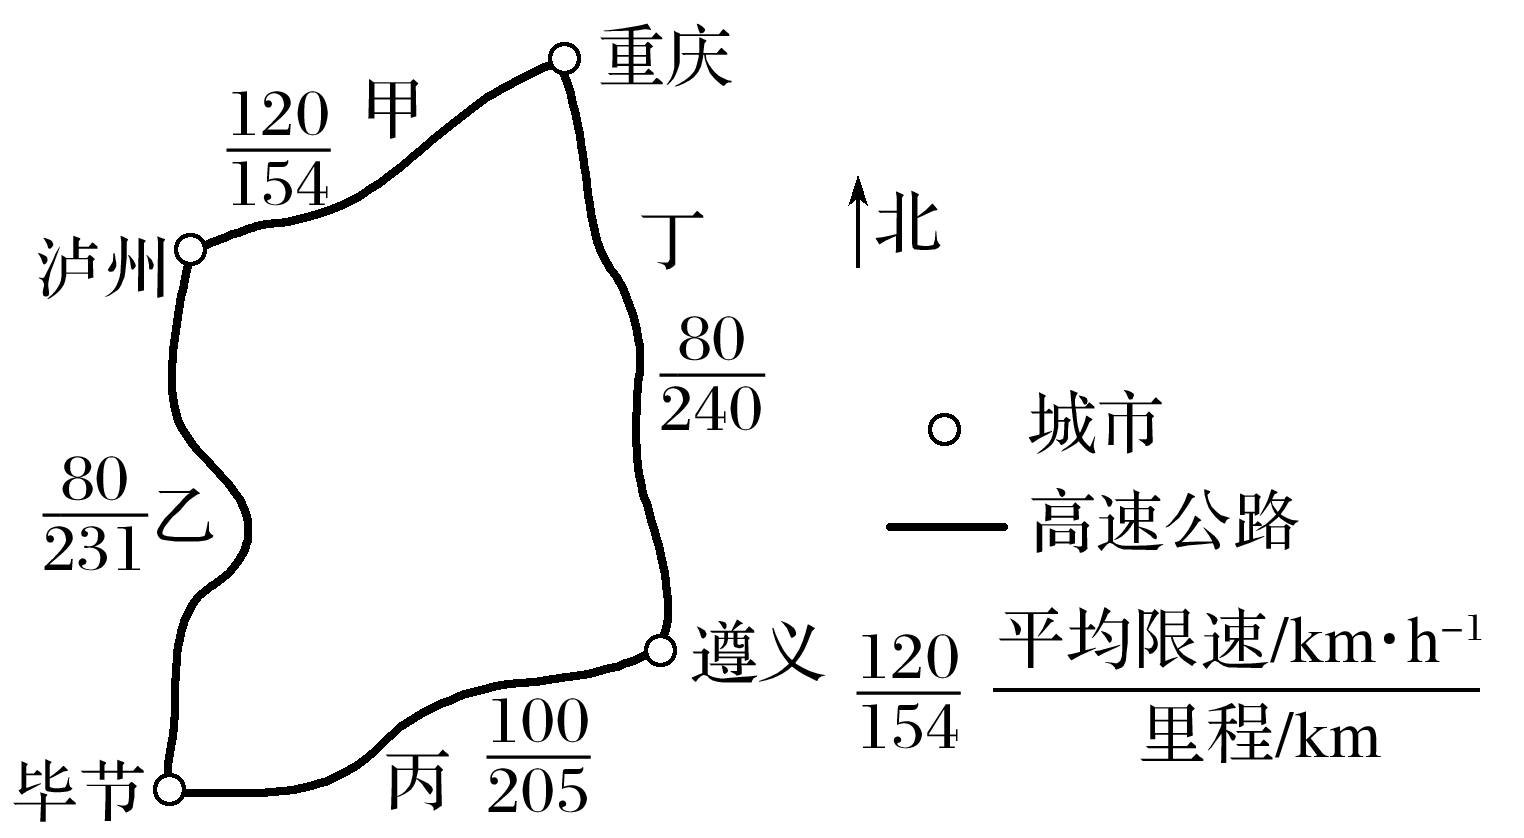 重庆
甲
120
154
泸州
丁
北
80
240
城市
80
231
乙
高速公路
遵义
120
154
平均限速/km·h⁻¹
里程/km
毕节
丙
100
205